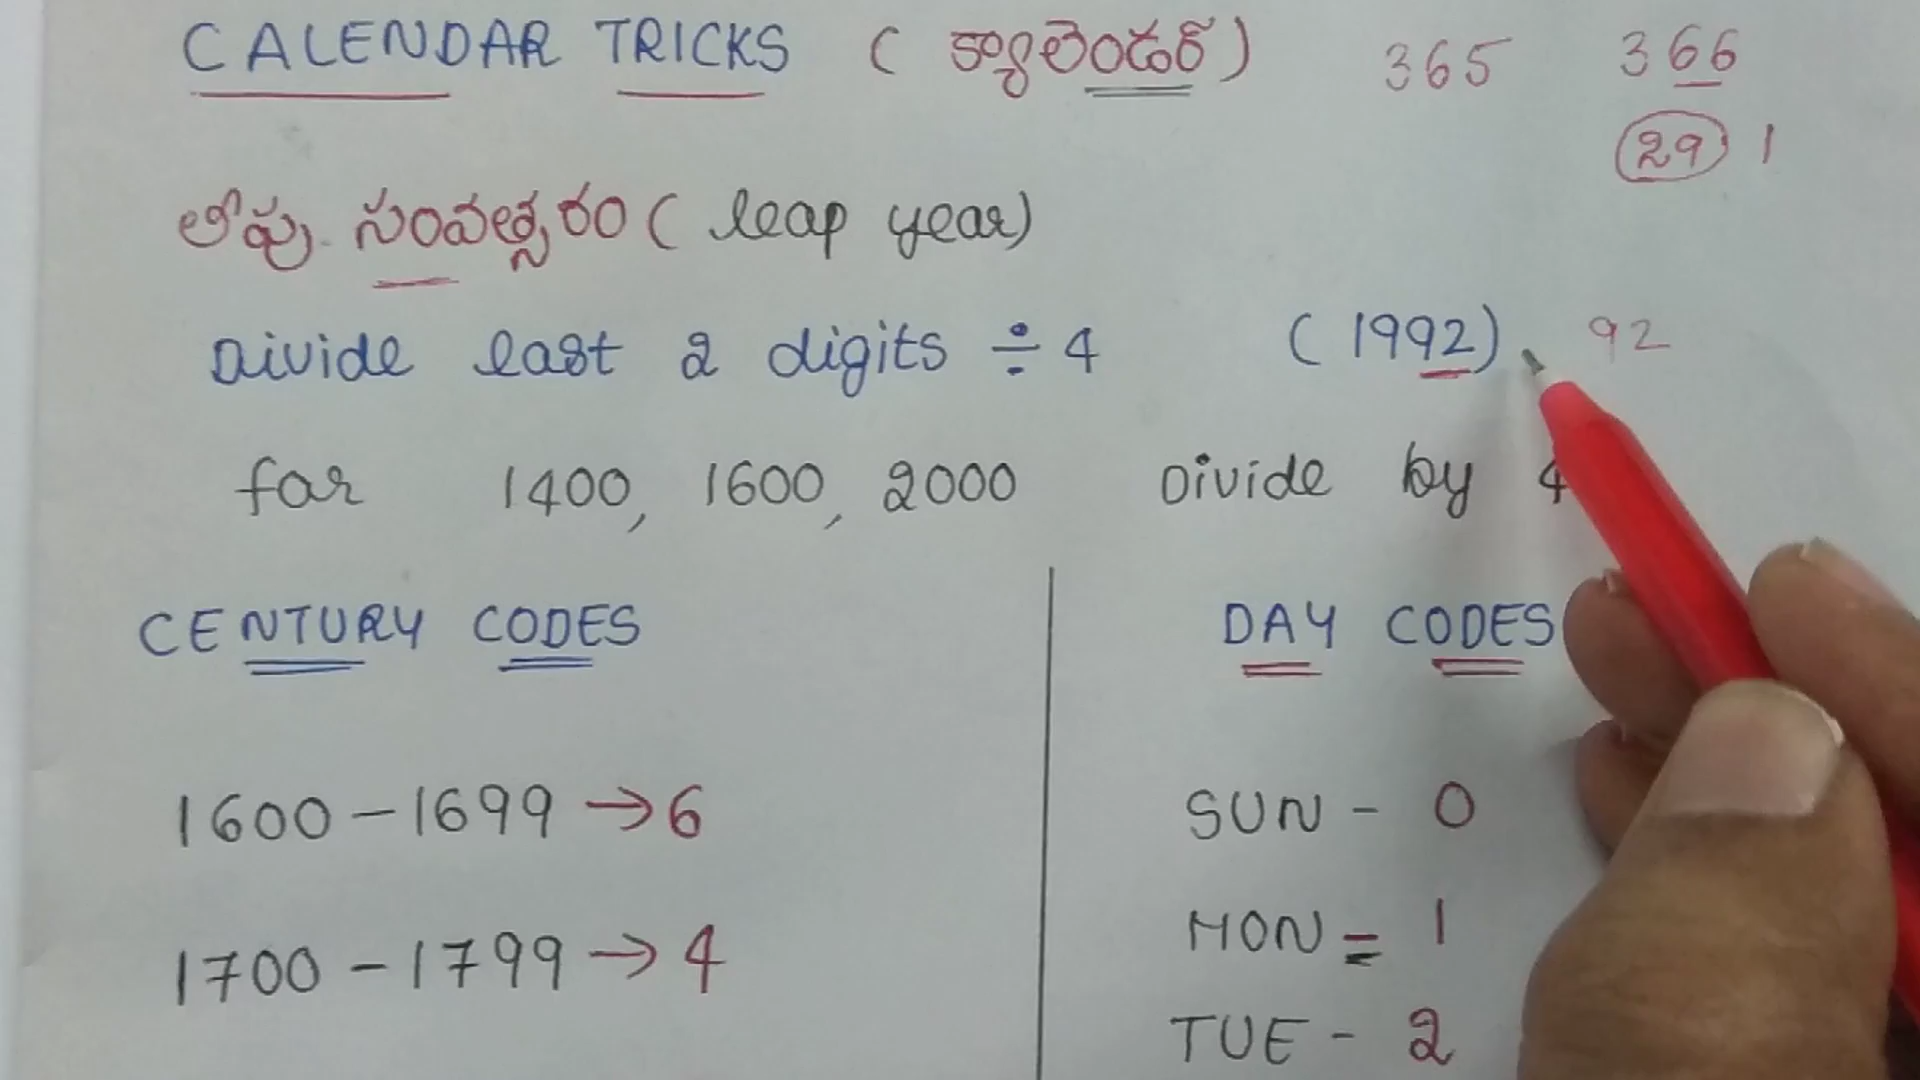 CALENDAR TRICKS ( క్యాలెండర్ ) 365 366
29 1
లీపు సంవత్సరం ( leap year)
Divide last 2 digits ÷ 4 ( 1992 ) 92
for 1400, 1600, 2000 Divide by 4
CENTURY CODES
DAY CODES
1600 - 1699 → 6
1700 - 1799 → 4
SUN - 0
MON = 1
TUE - 2